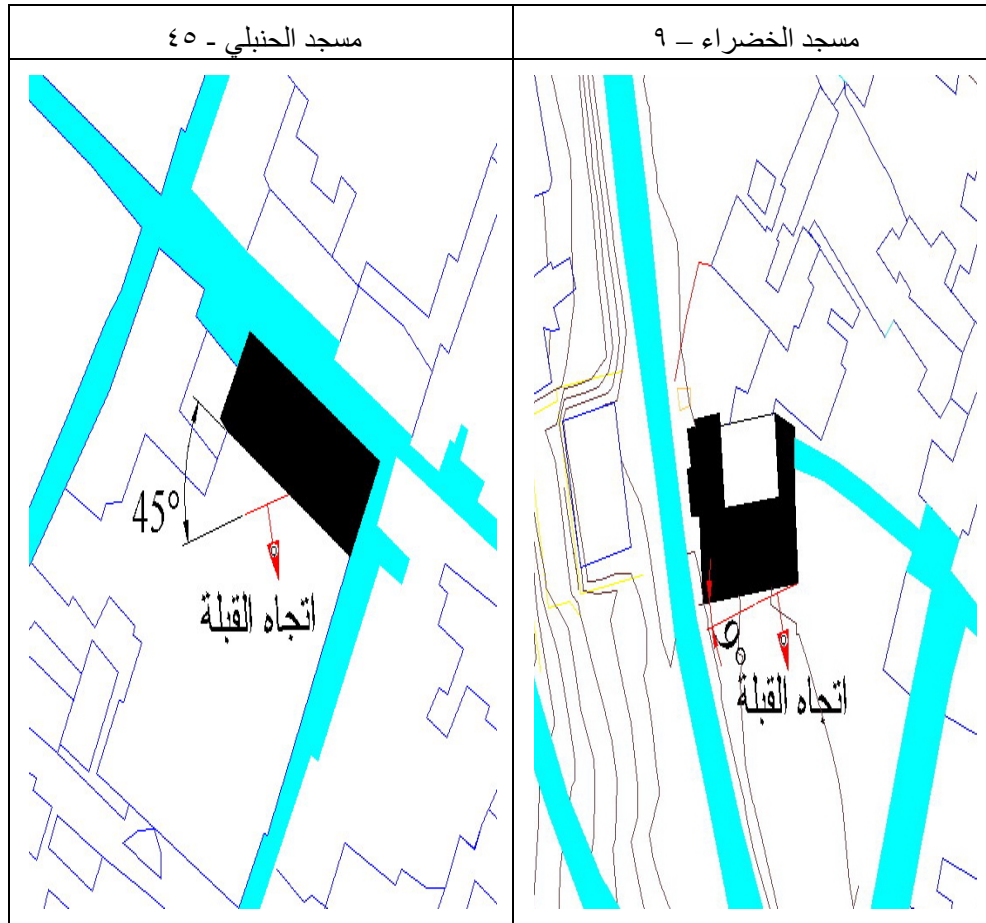 مسجد الخضراء – ٩
مسجد الحنبلي - ٤٥
9°
اتجاه القبلة
45°
اتجاه القبلة